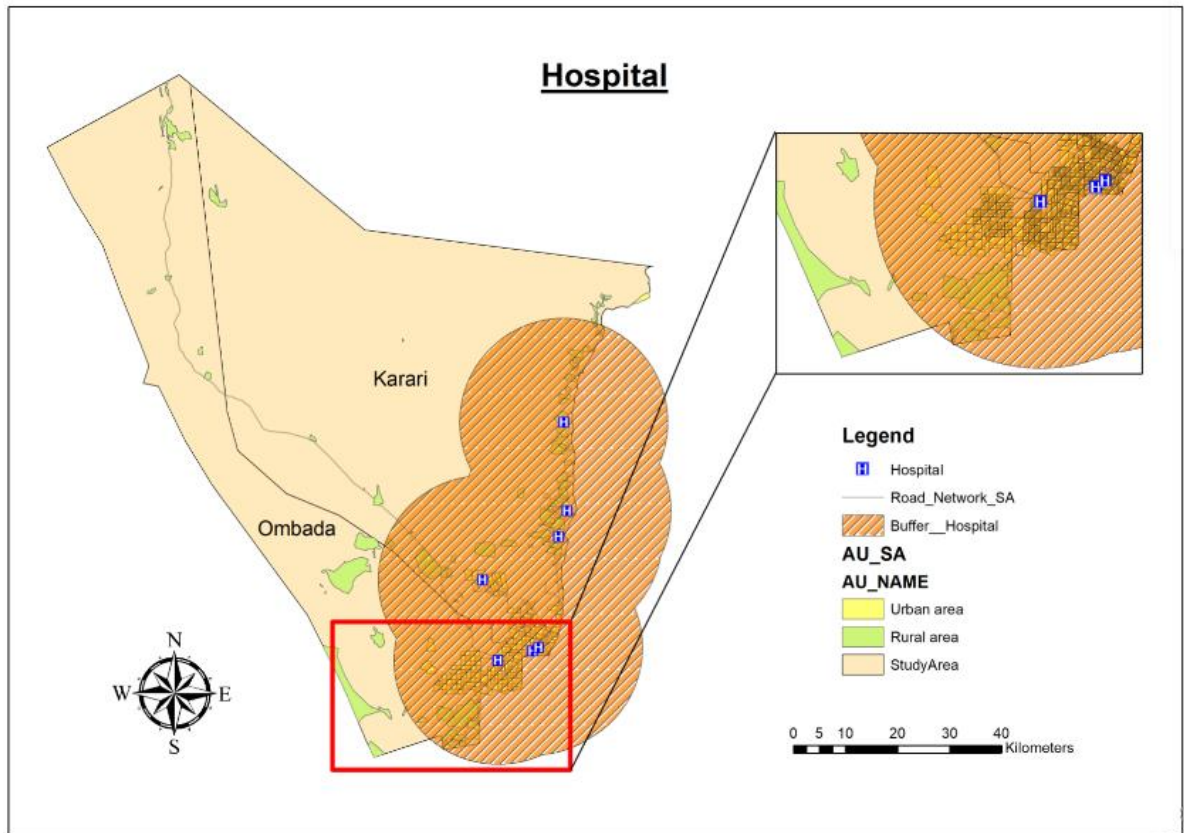 Hospital
Karari
Ombada
H
H
H
H
H
H
H
H
H
H
N
W E
S
Legend
H Hospital
Road_Network_SA
Buffer__Hospital
AU_SA
AU_NAME
Urban area
Rural area
StudyArea
0 5 10 20 30 40
Kilometers